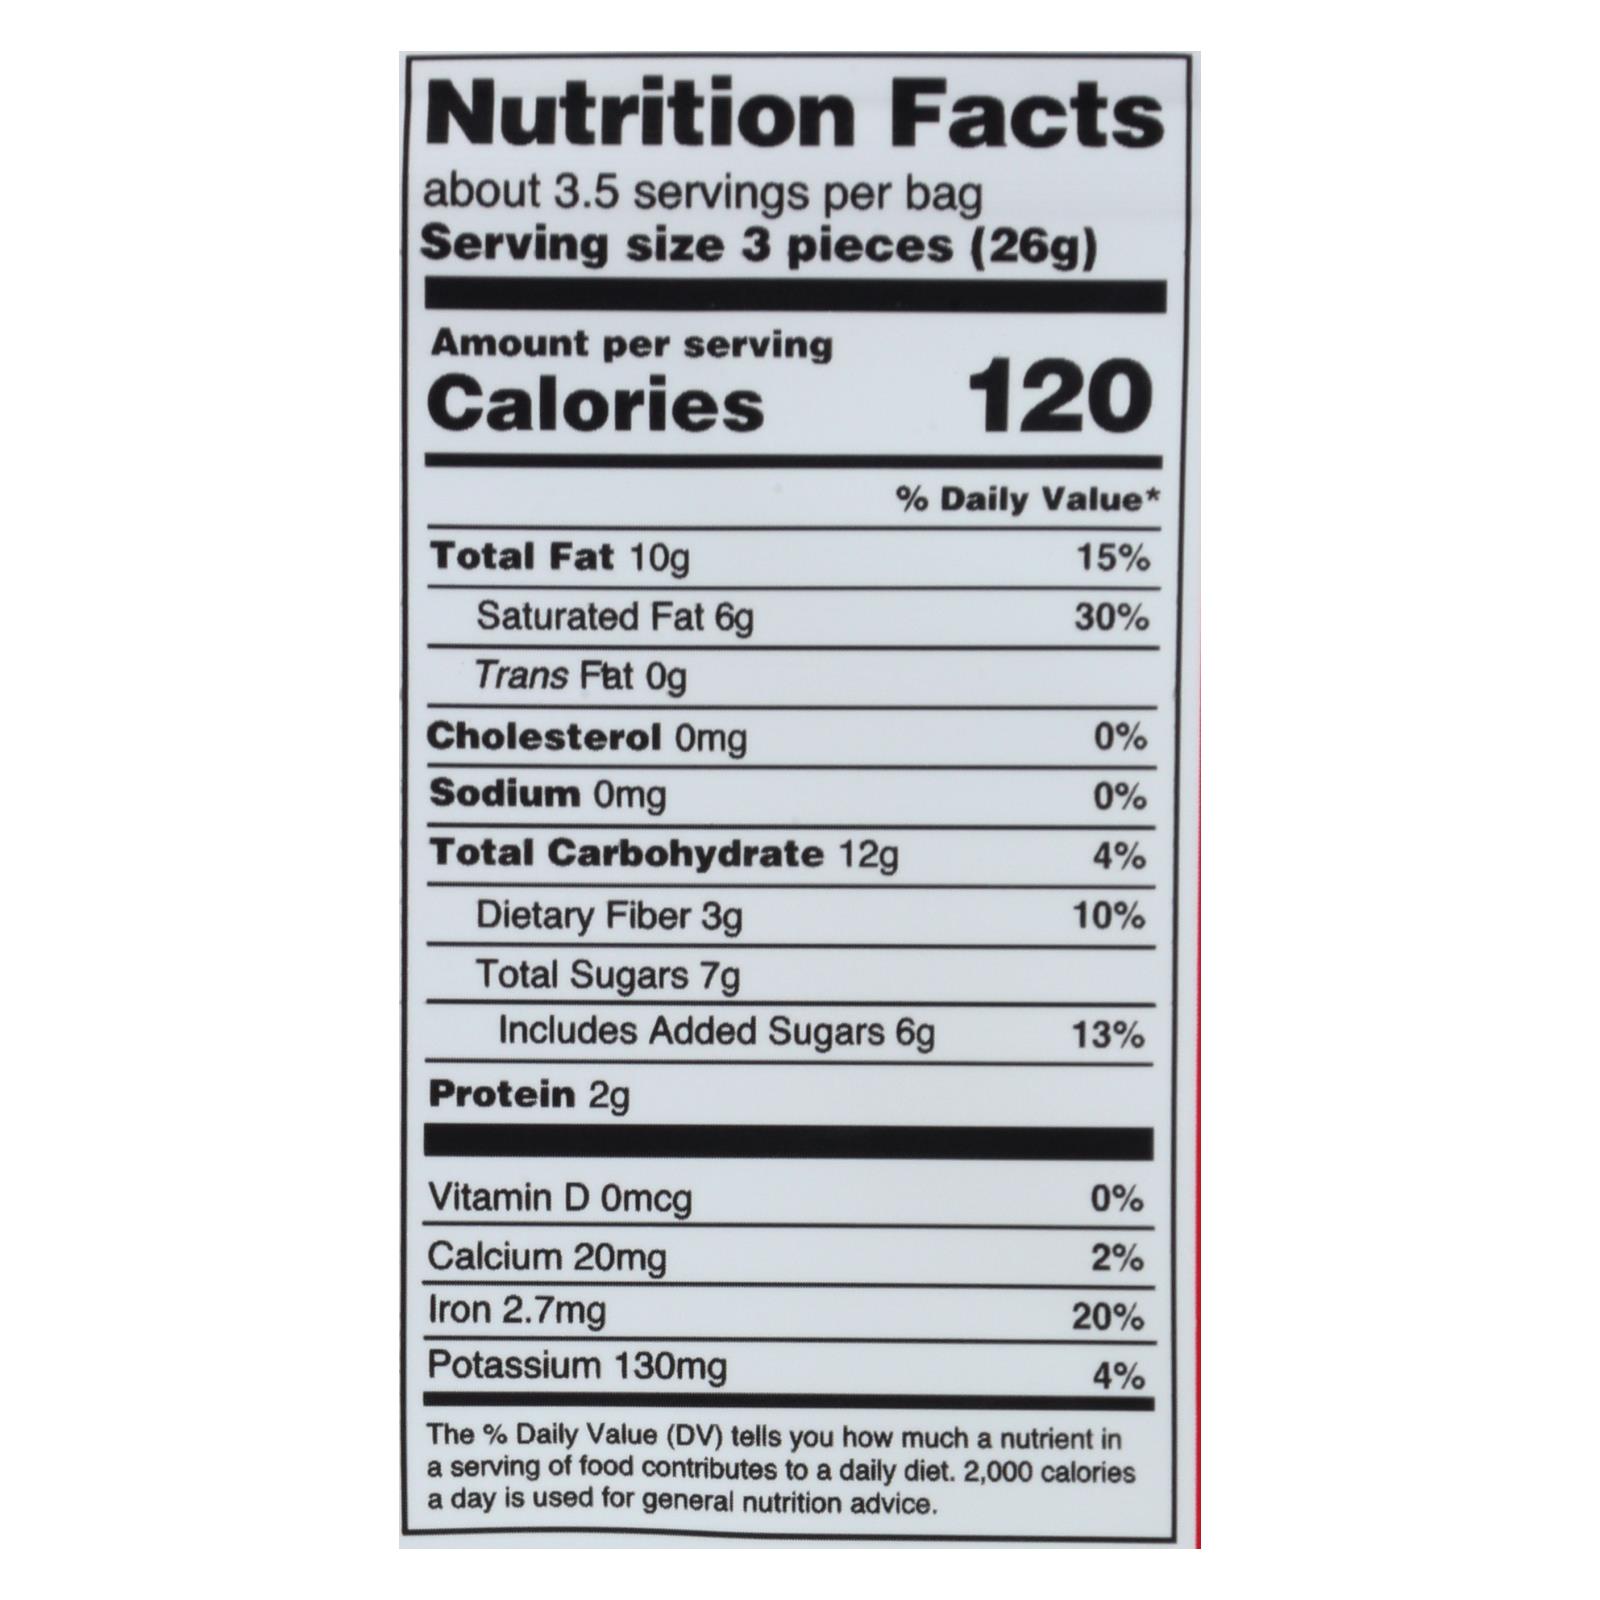 Nutrition Facts
about 3.5 servings per bag
Serving size 3 pieces (26g)
Amount per serving
Calories 120
% Daily Value*
Total Fat 10g 15%
Saturated Fat 6g 30%
Trans Fat 0g
Cholesterol 0mg 0%
Sodium 0mg 0%
Total Carbohydrate 12g 4%
Dietary Fiber 3g 10%
Total Sugars 7g
Includes Added Sugars 6g 13%
Protein 2g
Vitamin D 0mcg 0%
Calcium 20mg 2%
Iron 2.7mg 20%
Potassium 130mg 4%
The % Daily Value (DV) tells you how much a nutrient in
a serving of food contributes to a daily diet. 2,000 calories
a day is used for general nutrition advice.